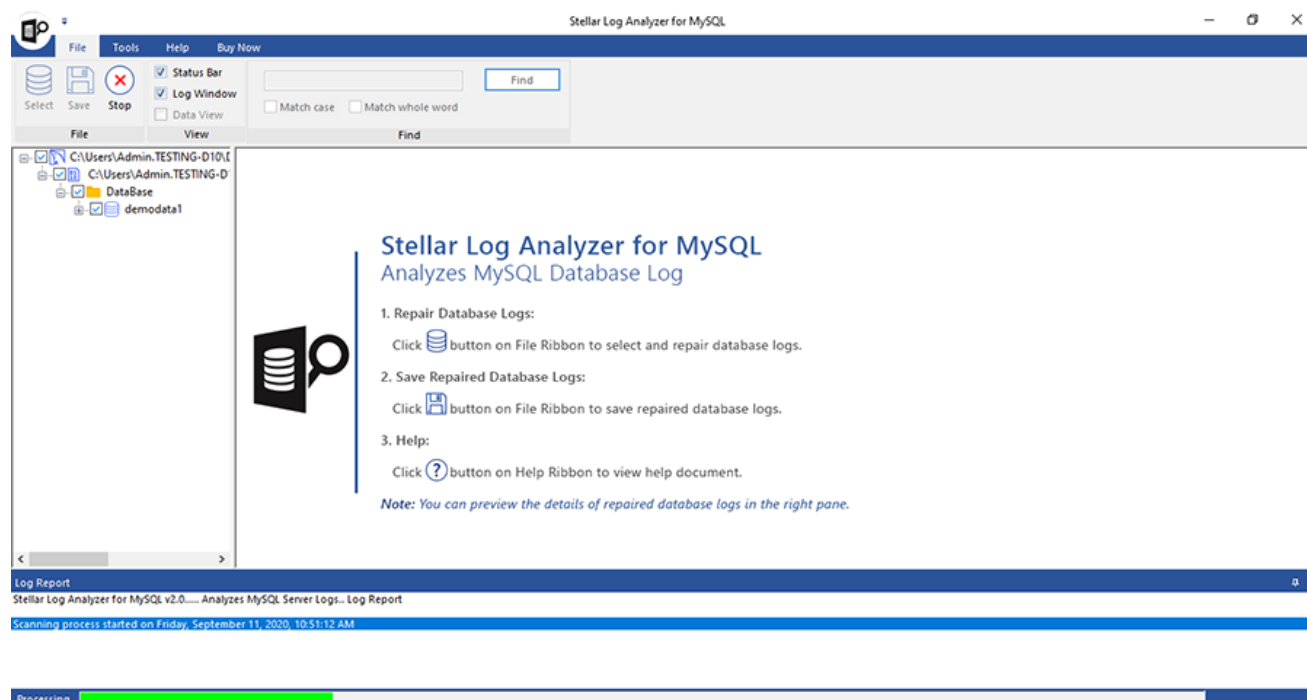 Stellar Log Analyzer for MySQL
File Tools Help Buy Now
Select Save Stop
Status Bar
Log Window
Data View
Find
Match case Match whole word
File View Find
C:\Users\Admin.TESTING-D10\
C:\Users\Admin.TESTING-D
DataBase
demodata1
Stellar Log Analyzer for MySQL
Analyzes MySQL Database Log
1. Repair Database Logs:
Click button on File Ribbon to select and repair database logs.
2. Save Repaired Database Logs:
Click button on File Ribbon to save repaired database logs.
3. Help:
Click ? button on Help Ribbon to view help document.
Note: You can preview the details of repaired database logs in the right pane.
Log Report
Stellar Log Analyzer for MySQL v2.0..... Analyzes MySQL Server Logs.. Log Report
Scanning process started on Friday, September 11, 2020, 10:51:12 AM
Processing